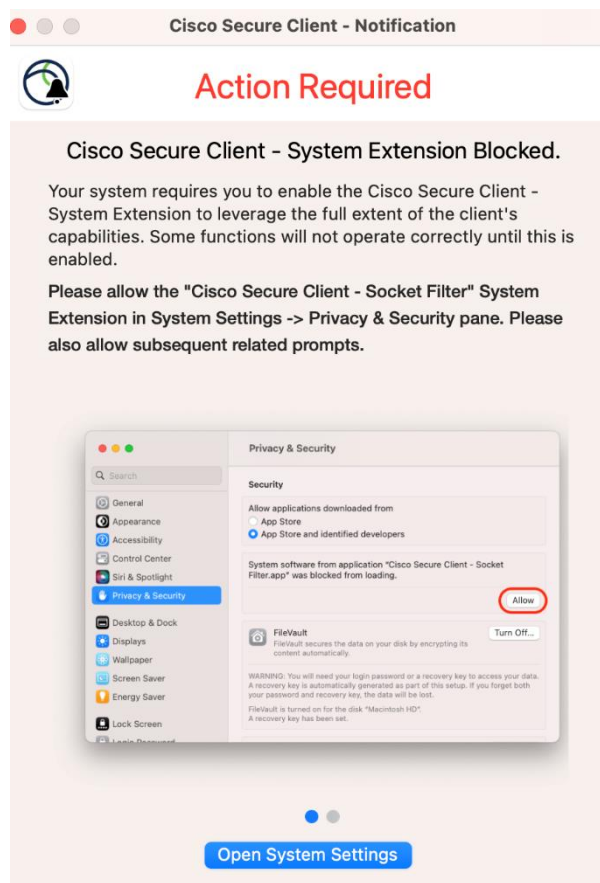 Cisco Secure Client - Notification
Action Required
Cisco Secure Client - System Extension Blocked.
Your system requires you to enable the Cisco Secure Client -
System Extension to leverage the full extent of the client's
capabilities. Some functions will not operate correctly until this is
enabled.
Please allow the "Cisco Secure Client - Socket Filter" System
Extension in System Settings -> Privacy & Security pane. Please
also allow subsequent related prompts.
Privacy & Security
Search
General
Appearance
Accessibility
Control Center
Siri & Spotlight
Privacy & Security
Desktop & Dock
Displays
Wallpaper
Screen Saver
Energy Saver
Lock Screen
Login Password
Security
Allow applications downloaded from
App Store
App Store and identified developers
System software from application "Cisco Secure Client - Socket
Filter.app" was blocked from loading.
Allow
FileVault
Turn Off...
FileVault secures the data on your disk by encrypting its
content automatically.
WARNING: You will need your login password or a recovery key to access your data.
A recovery key is automatically generated as part of this setup. If you forget both
your password and recovery key, the data will be lost.
FileVault is turned on for the disk "Macintosh HD".
A recovery key has been set.
Open System Settings